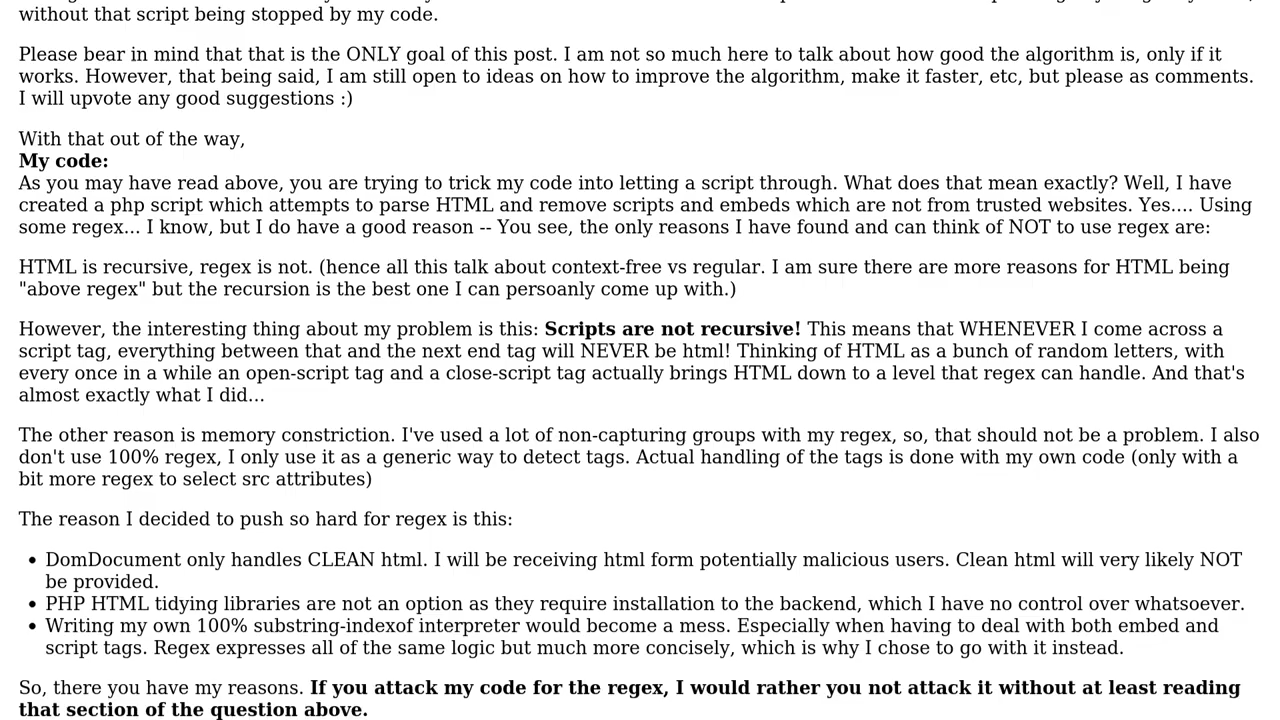 without that script being stopped by my code.
Please bear in mind that that is the ONLY goal of this post. I am not so much here to talk about how good the algorithm is, only if it
works. However, that being said, I am still open to ideas on how to improve the algorithm, make it faster, etc, but please as comments.
I will upvote any good suggestions :)
With that out of the way,
My code:
As you may have read above, you are trying to trick my code into letting a script through. What does that mean exactly? Well, I have
created a php script which attempts to parse HTML and remove scripts and embeds which are not from trusted websites. Yes.... Using
some regex... I know, but I do have a good reason -- You see, the only reasons I have found and can think of NOT to use regex are:
HTML is recursive, regex is not. (hence all this talk about context-free vs regular. I am sure there are more reasons for HTML being
"above regex" but the recursion is the best one I can persoanly come up with.)
However, the interesting thing about my problem is this: Scripts are not recursive! This means that WHENEVER I come across a
script tag, everything between that and the next end tag will NEVER be html! Thinking of HTML as a bunch of random letters, with
every once in a while an open-script tag and a close-script tag actually brings HTML down to a level that regex can handle. And that's
almost exactly what I did...
The other reason is memory constriction. I've used a lot of non-capturing groups with my regex, so, that should not be a problem. I also
don't use 100% regex, I only use it as a generic way to detect tags. Actual handling of the tags is done with my own code (only with a
bit more regex to select src attributes)
The reason I decided to push so hard for regex is this:
• DomDocument only handles CLEAN html. I will be receiving html form potentially malicious users. Clean html will very likely NOT
be provided.
• PHP HTML tidying libraries are not an option as they require installation to the backend, which I have no control over whatsoever.
• Writing my own 100% substring-indexof interpreter would become a mess. Especially when having to deal with both embed and
script tags. Regex expresses all of the same logic but much more concisely, which is why I chose to go with it instead.
So, there you have my reasons. If you attack my code for the regex, I would rather you not attack it without at least reading
that section of the question above.